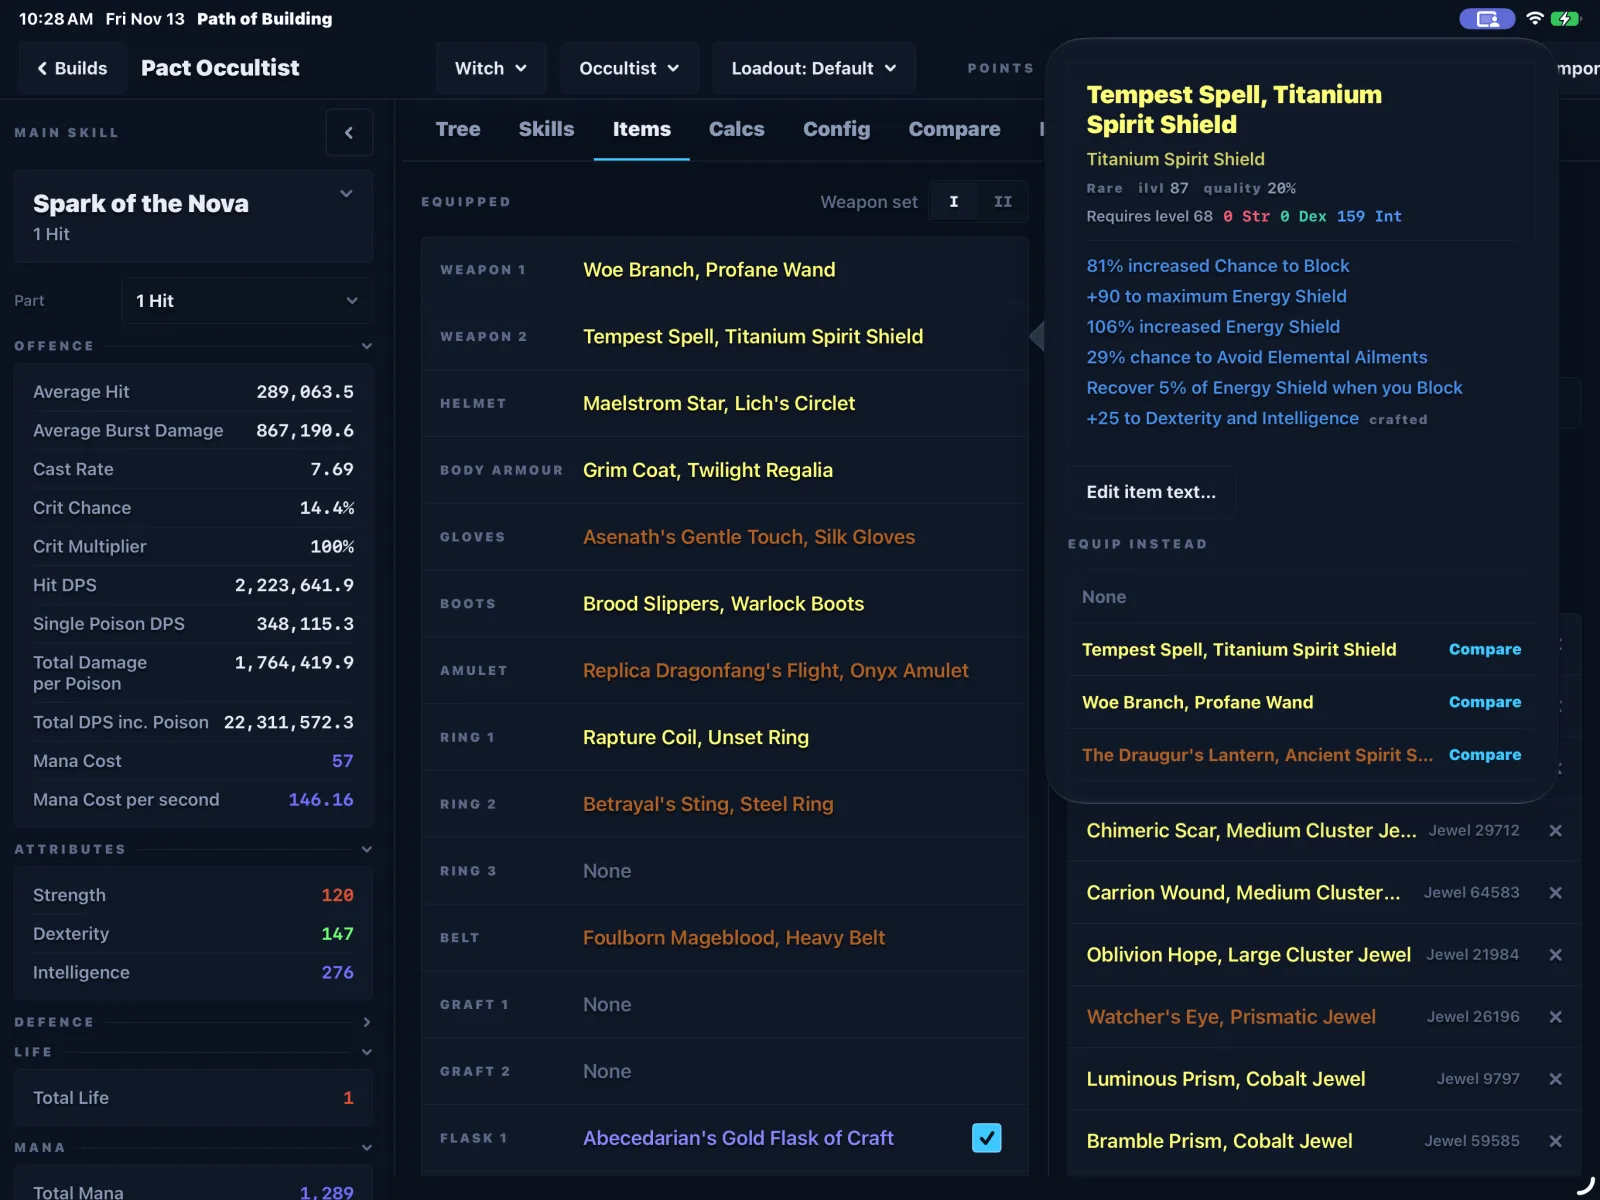 10:28 AM Fri Nov 13 Path of Building
Builds
Pact Occultist
Witch
Occultist
Loadout: Default
POINTS
MAIN SKILL
Spark of the Nova
1 Hit
Part
1 Hit
OFFENCE
Average Hit 289,063.5
Average Burst Damage 867,190.6
Cast Rate 7.69
Crit Chance 14.4%
Crit Multiplier 100%
Hit DPS 2,223,641.9
Single Poison DPS 348,115.3
Total Damage per Poison 1,764,419.9
Total DPS inc. Poison 22,311,572.3
Mana Cost 57
Mana Cost per second 146.16
ATTRIBUTES
Strength 120
Dexterity 147
Intelligence 276
DEFENCE
LIFE
Total Life 1
MANA
Total Mana 1,289
Tree Skills Items Calcs Config Compare
EQUIPPED
Weapon set I II
WEAPON 1 Woe Branch, Profane Wand
WEAPON 2 Tempest Spell, Titanium Spirit Shield
HELMET Maelstrom Star, Lich's Circlet
BODY ARMOUR Grim Coat, Twilight Regalia
GLOVES Asenath's Gentle Touch, Silk Gloves
BOOTS Brood Slippers, Warlock Boots
AMULET Replica Dragonfang's Flight, Onyx Amulet
RING 1 Rapture Coil, Unset Ring
RING 2 Betrayal's Sting, Steel Ring
RING 3 None
BELT Foulborn Mageblood, Heavy Belt
GRAFT 1 None
GRAFT 2 None
FLASK 1 Abecedarian's Gold Flask of Craft
Tempest Spell, Titanium
Spirit Shield
Titanium Spirit Shield
Rare ilvl 87 quality 20%
Requires level 68 0 Str 0 Dex 159 Int
81% increased Chance to Block
+90 to maximum Energy Shield
106% increased Energy Shield
29% chance to Avoid Elemental Ailments
Recover 5% of Energy Shield when you Block
+25 to Dexterity and Intelligence crafted
Edit item text...
EQUIP INSTEAD
None
Tempest Spell, Titanium Spirit Shield Compare
Woe Branch, Profane Wand Compare
The Draugur's Lantern, Ancient Spirit S... Compare
Chimeric Scar, Medium Cluster Je... Jewel 29712
Carrion Wound, Medium Cluster... Jewel 64583
Oblivion Hope, Large Cluster Jewel Jewel 21984
Watcher's Eye, Prismatic Jewel Jewel 26196
Luminous Prism, Cobalt Jewel Jewel 9797
Bramble Prism, Cobalt Jewel Jewel 59585